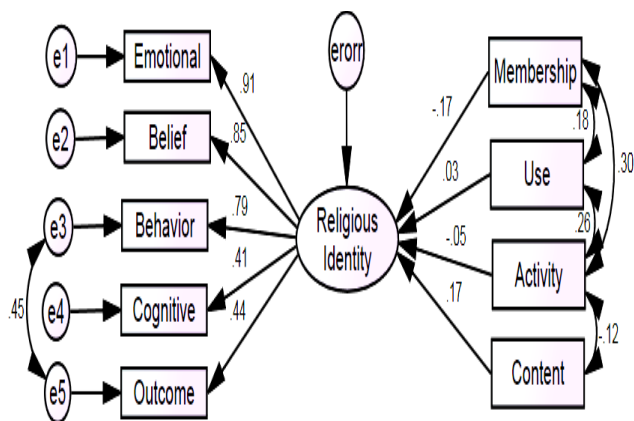 e1
Emotional
erorr
Membership
.91
-.17
.18
e2
Belief
.85
.03
Use
.30
.26
e3
Behavior
.79
Religious
Identity
-.05
Activity
.41
.45
e4
Cognitive
.44
.17
-.12
e5
Outcome
Content